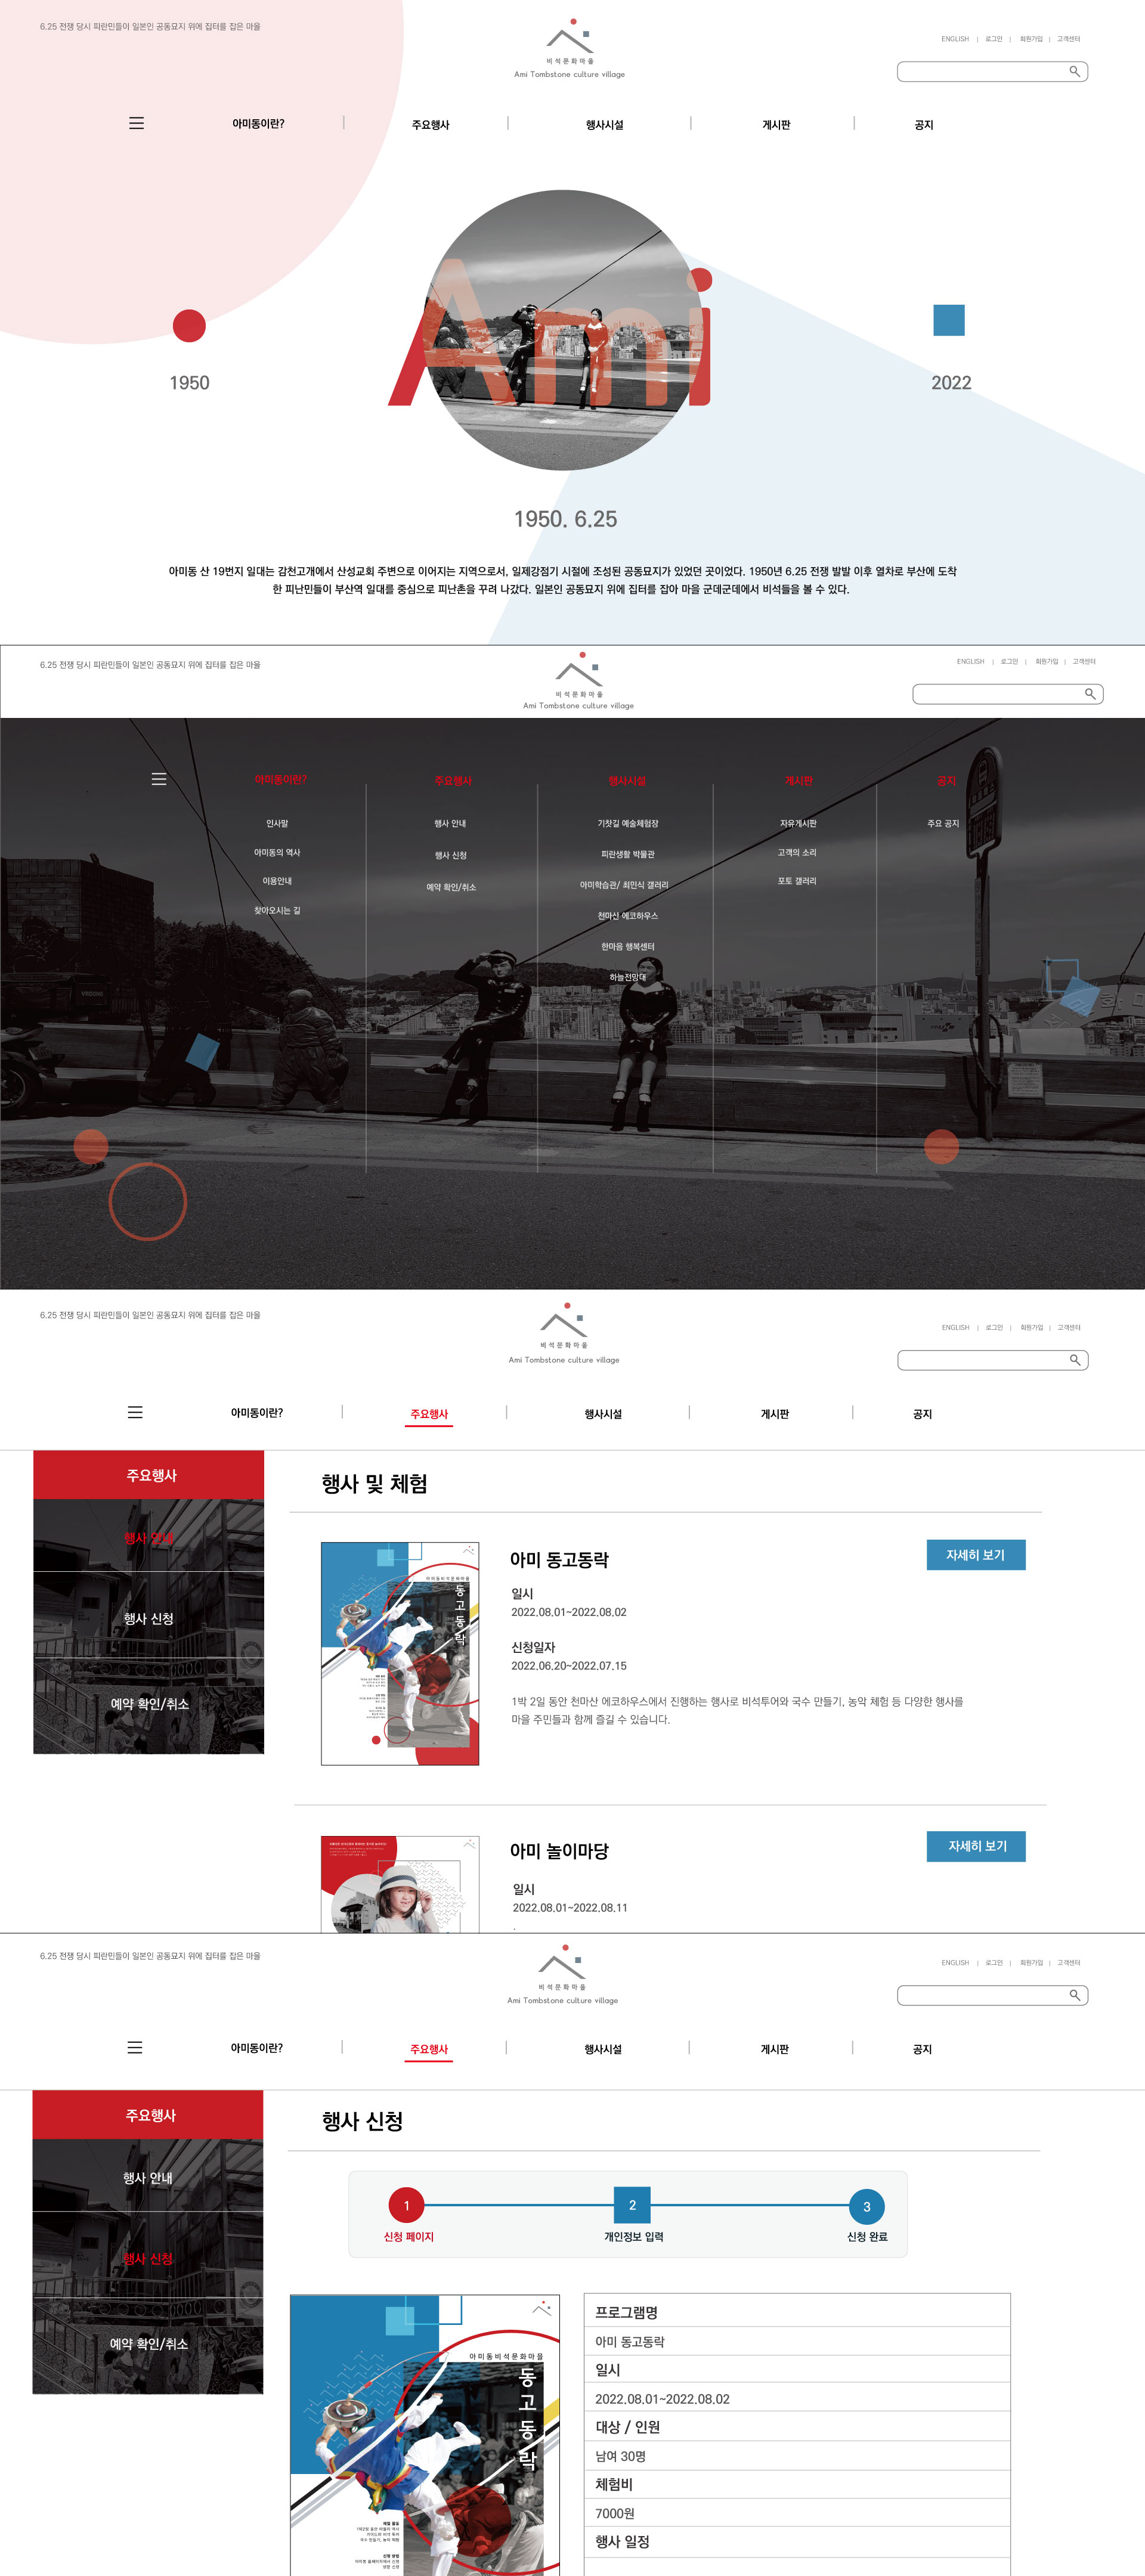 6.25 전쟁 당시 피란민들이 일본인 공동묘지 위에 집터를 잡은 마을
비석문화마을
Ami Tombstone culture village
ENGLISH | 로그인 | 회원가입 | 고객센터
아미동이란? | 주요행사 | 행사시설 | 게시판 | 공지
Ami
1950
2022
1950. 6.25
아미동 산 19번지 일대는 감천고개에서 산성교회 주변으로 이어지는 지역으로서, 일제강점기 시절에 조성된 공동묘지가 있었던 곳이었다. 1950년 6.25 전쟁 발발 이후 열차로 부산에 도착
한 피난민들이 부산역 일대를 중심으로 피난촌을 꾸려 나갔다. 일본인 공동묘지 위에 집터를 잡아 마을 군데군데에서 비석들을 볼 수 있다.
6.25 전쟁 당시 피란민들이 일본인 공동묘지 위에 집터를 잡은 마을
비석문화마을
Ami Tombstone culture village
ENGLISH | 로그인 | 회원가입 | 고객센터
아미동이란?
인사말
아미동의 역사
이용안내
찾아오시는 길
주요행사
행사 안내
행사 신청
예약 확인/취소
행사시설
기찻길 예술체험장
피란생활 박물관
아미학습관/ 최민식 갤러리
천마산 에코하우스
한마음 행복센터
하늘전망대
게시판
자유게시판
고객의 소리
포토 갤러리
공지
주요 공지
6.25 전쟁 당시 피란민들이 일본인 공동묘지 위에 집터를 잡은 마을
비석문화마을
Ami Tombstone culture village
ENGLISH | 로그인 | 회원가입 | 고객센터
아미동이란? | 주요행사 | 행사시설 | 게시판 | 공지
주요행사
행사 안내
행사 신청
예약 확인/취소
행사 및 체험
아미동비석문화마을
동고동락
아미 동고동락
자세히 보기
일시
2022.08.01~2022.08.02
신청일자
2022.06.20~2022.07.15
1박 2일 동안 천마산 에코하우스에서 진행하는 행사로 비석투어와 국수 만들기, 농악 체험 등 다양한 행사를
마을 주민들과 함께 즐길 수 있습니다.
아미 놀이마당
자세히 보기
일시
2022.08.01~2022.08.11
6.25 전쟁 당시 피란민들이 일본인 공동묘지 위에 집터를 잡은 마을
비석문화마을
Ami Tombstone culture village
ENGLISH | 로그인 | 회원가입 | 고객센터
아미동이란? | 주요행사 | 행사시설 | 게시판 | 공지
주요행사
행사 안내
행사 신청
예약 확인/취소
행사 신청
1 2 3
신청 페이지 개인정보 입력 신청 완료
아미동비석문화마을
동고동락
체험 활동
신청 방법
프로그램명
아미 동고동락
일시
2022.08.01~2022.08.02
대상 / 인원
남여 30명
체험비
7000원
행사 일정